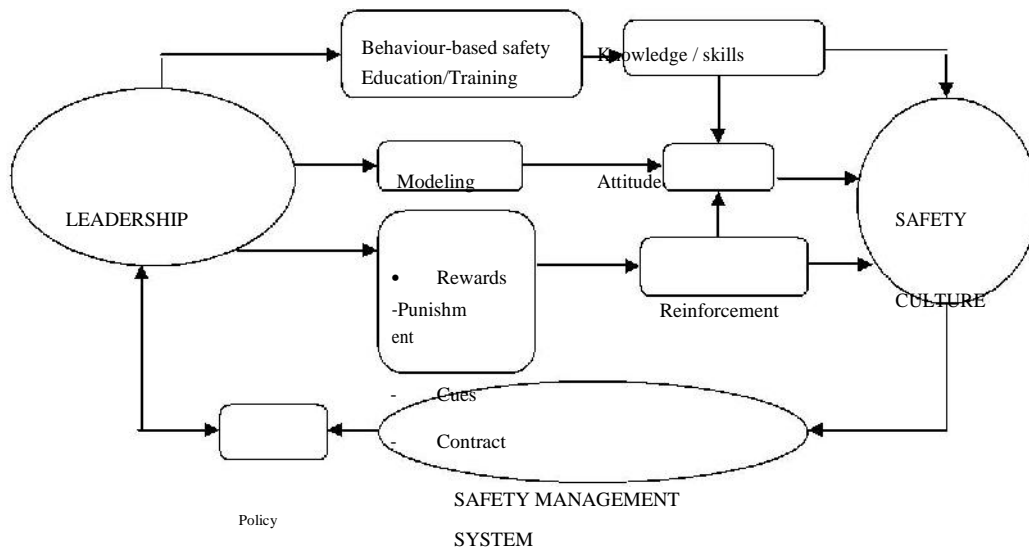 Behaviour-based safety
Education/Training
Knowledge / skills
Modeling
Attitude
LEADERSHIP
SAFETY
• Rewards
-Punishm
ent
Reinforcement
CULTURE
- Cues
- Contract
SAFETY MANAGEMENT
SYSTEM
Policy